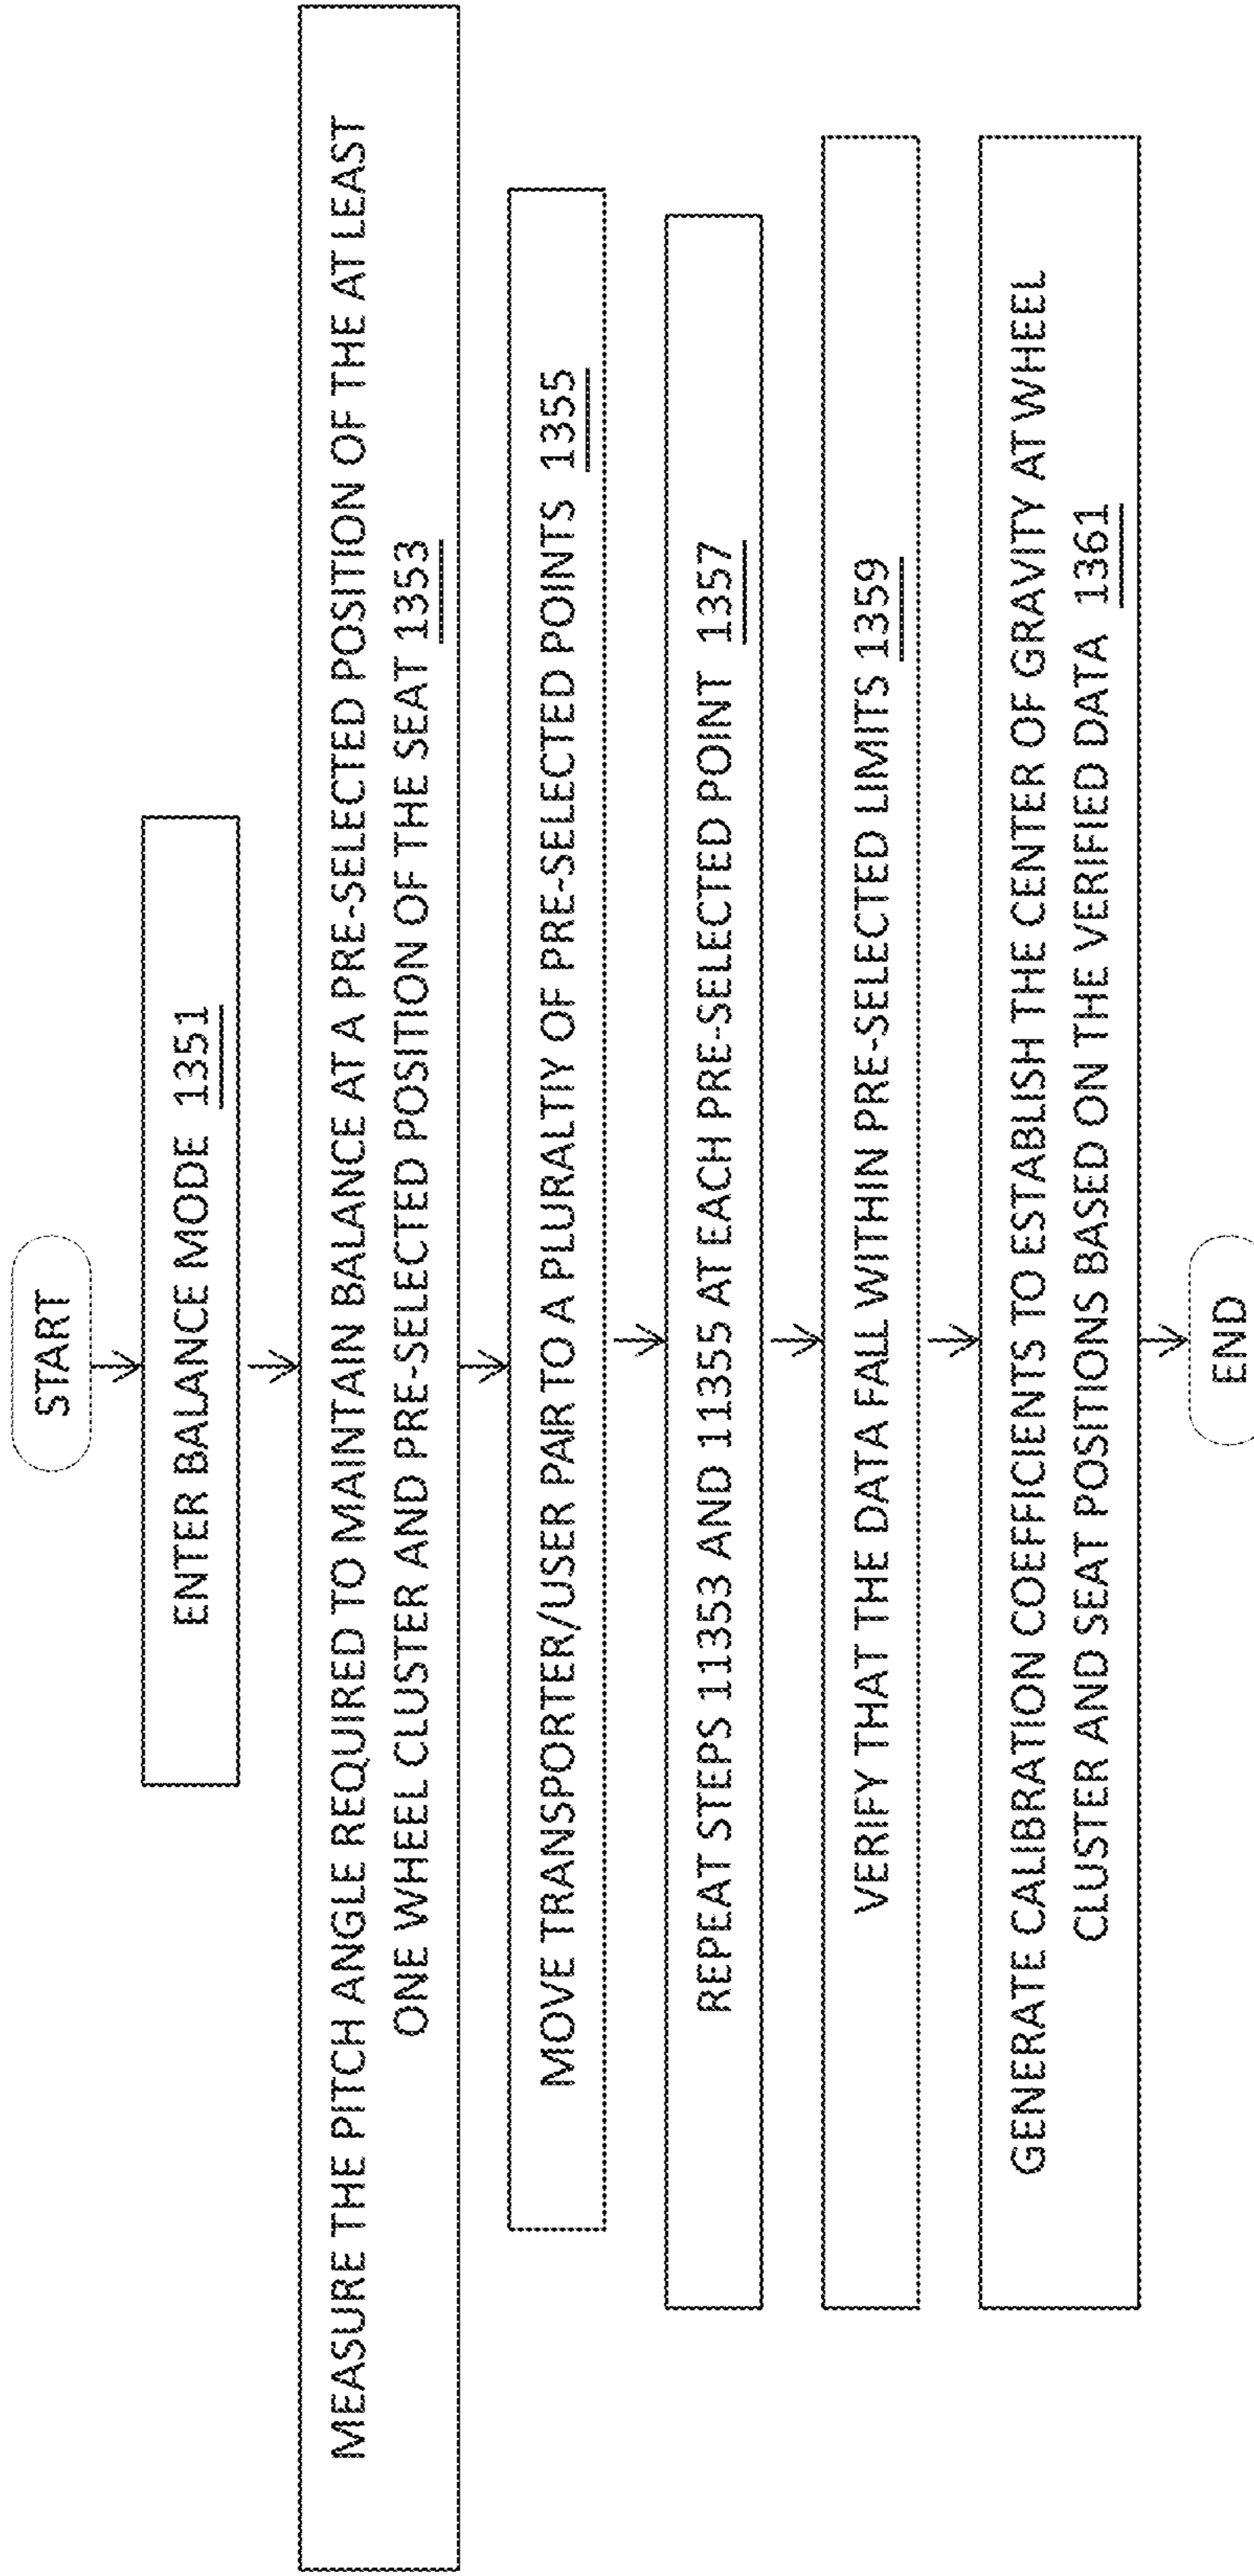 START
ENTER BALANCE MODE 1351
MEASURE THE PITCH ANGLE REQUIRED TO MAINTAIN BALANCE AT A PRE-SELECTED POSITION OF THE AT LEAST
ONE WHEEL CLUSTER AND PRE-SELECTED POSITION OF THE SEAT 1353
MOVE TRANSPORTER/USER PAIR TO A PLURALTIY OF PRE-SELECTED POINTS 1355
REPEAT STEPS 11353 AND 11355 AT EACH PRE-SELECTED POINT 1357
VERIFY THAT THE DATA FALL WITHIN PRE-SELECTED LIMITS 1359
GENERATE CALIBRATION COEFFICIENTS TO ESTABLISH THE CENTER OF GRAVITY AT WHEEL
CLUSTER AND SEAT POSITIONS BASED ON THE VERIFIED DATA 1361
END